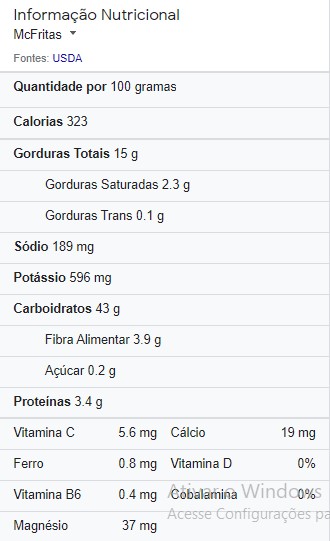 Informação Nutricional
McFritas
Fontes: USDA
Quantidade por 100 gramas
Calorias 323
Gorduras Totais 15 g
Gorduras Saturadas 2.3 g
Gorduras Trans 0.1 g
Sódio 189 mg
Potássio 596 mg
Carboidratos 43 g
Fibra Alimentar 3.9 g
Açúcar 0.2 g
Proteínas 3.4 g
Vitamina C 5.6 mg Cálcio 19 mg
Ferro 0.8 mg Vitamina D 0%
Vitamina B6 0.4 mg Cobalamina 0%
Ativar o Windows
Magnésio 37 mg
Acesse Configurações pa